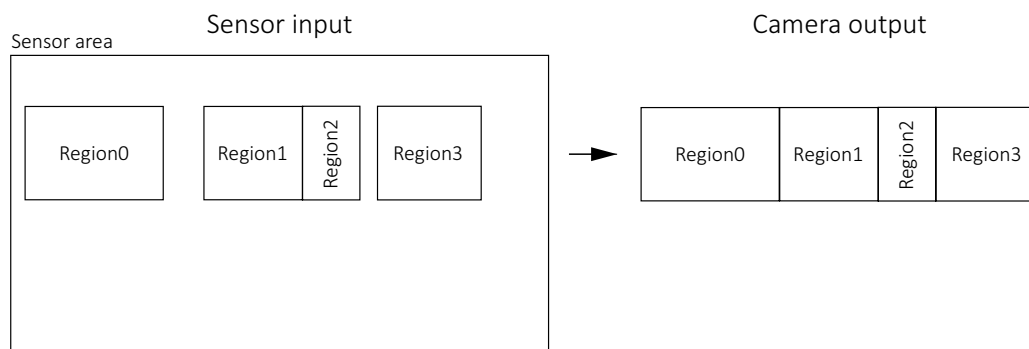 Sensor input
Camera output
Sensor area
Region0
Region1
Region2
Region3
Region0
Region1
Region2
Region3